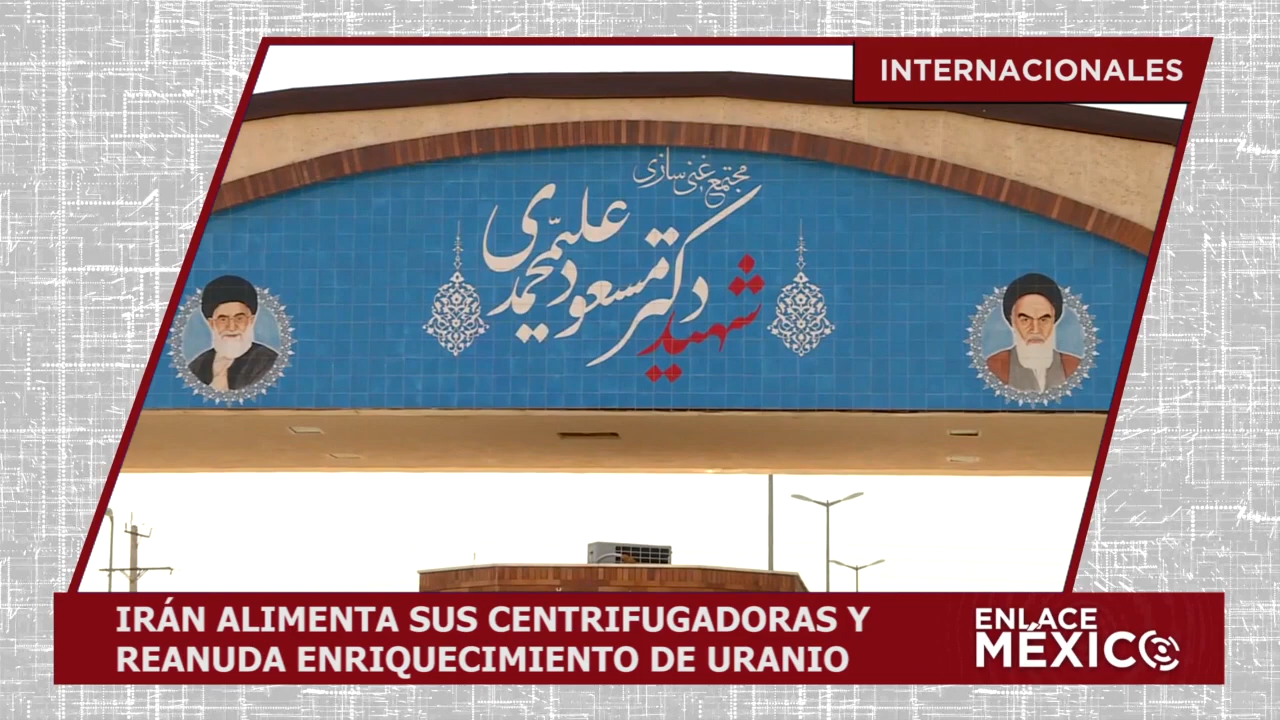 INTERNACIONALES
مجتمع غنی سازی
شهید دکتر مسعود علیمحمدی
IRÁN ALIMENTA SUS CENTRIFUGADORAS Y
REANUDA ENRIQUECIMIENTO DE URANIO
ENLACE
MÉXICO